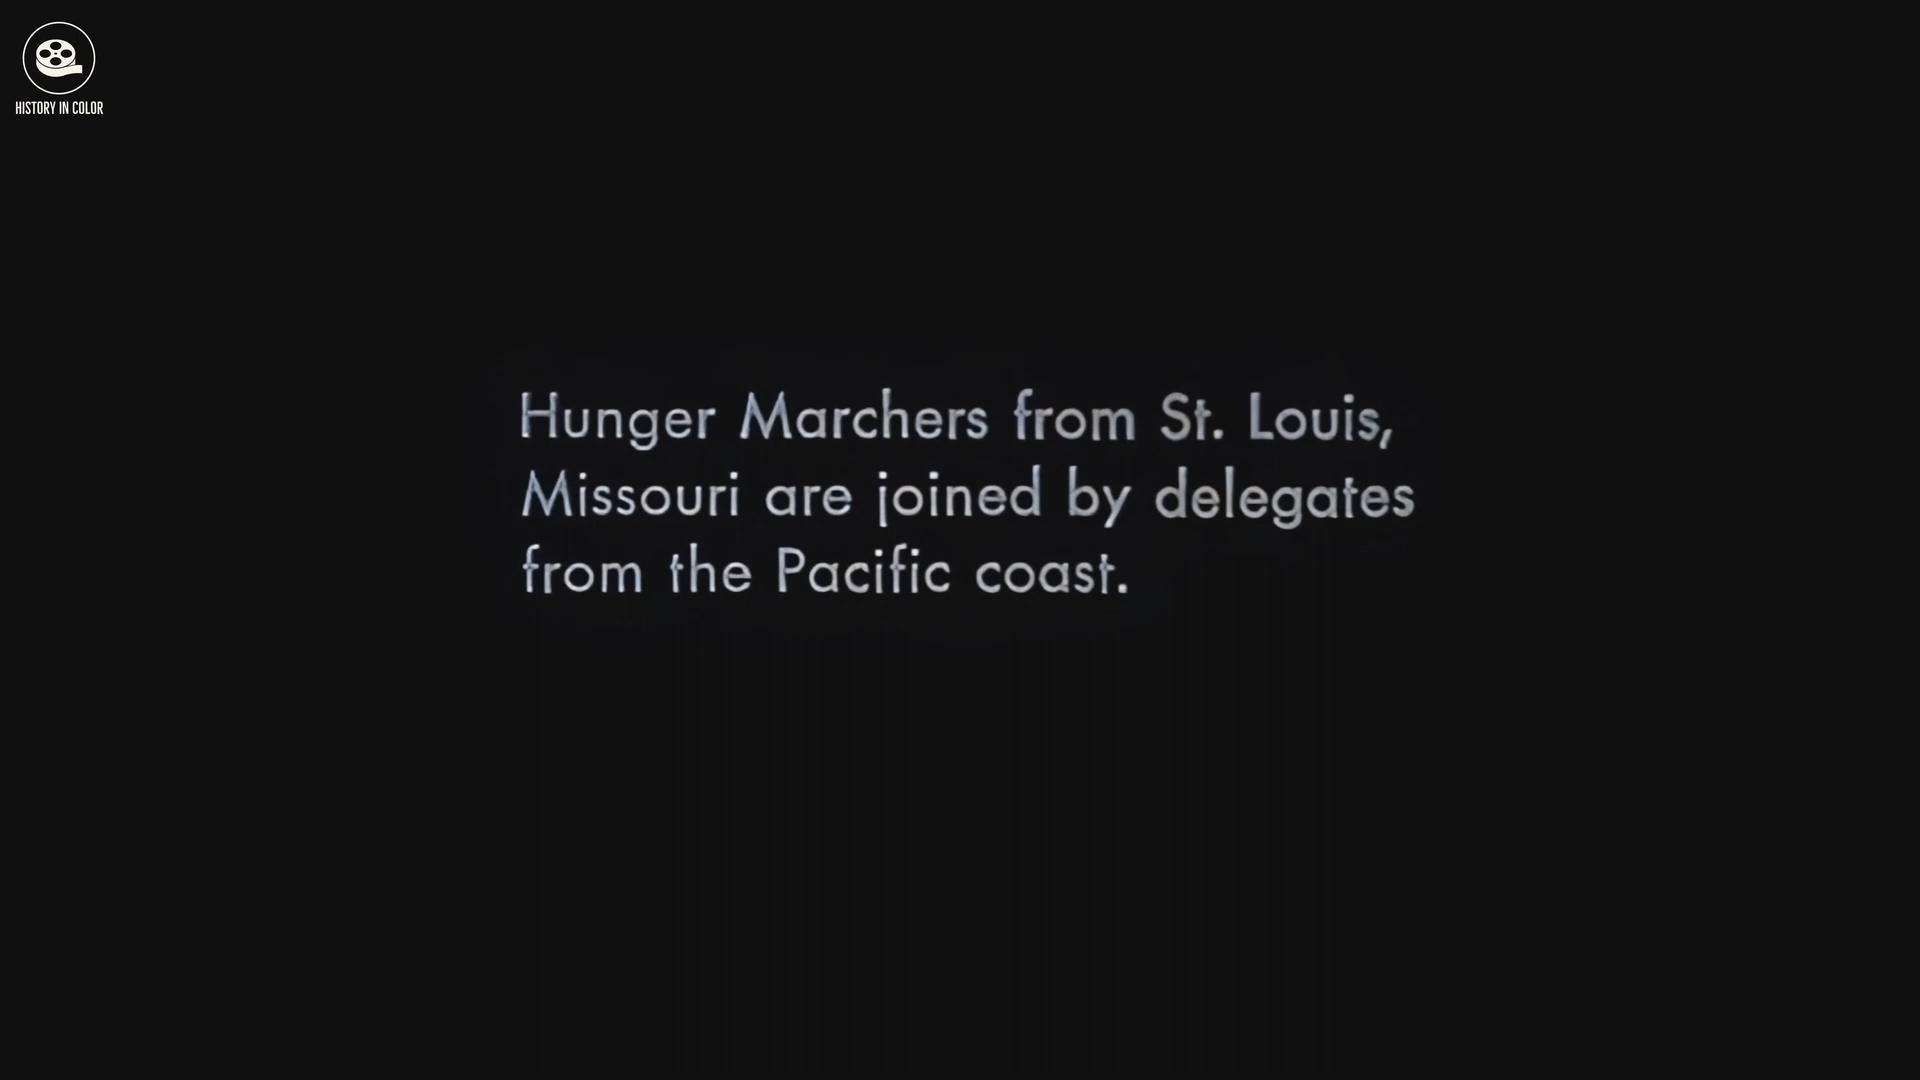 HISTORY IN COLOR
Hunger Marchers from St. Louis,
Missouri are joined by delegates
from the Pacific coast.